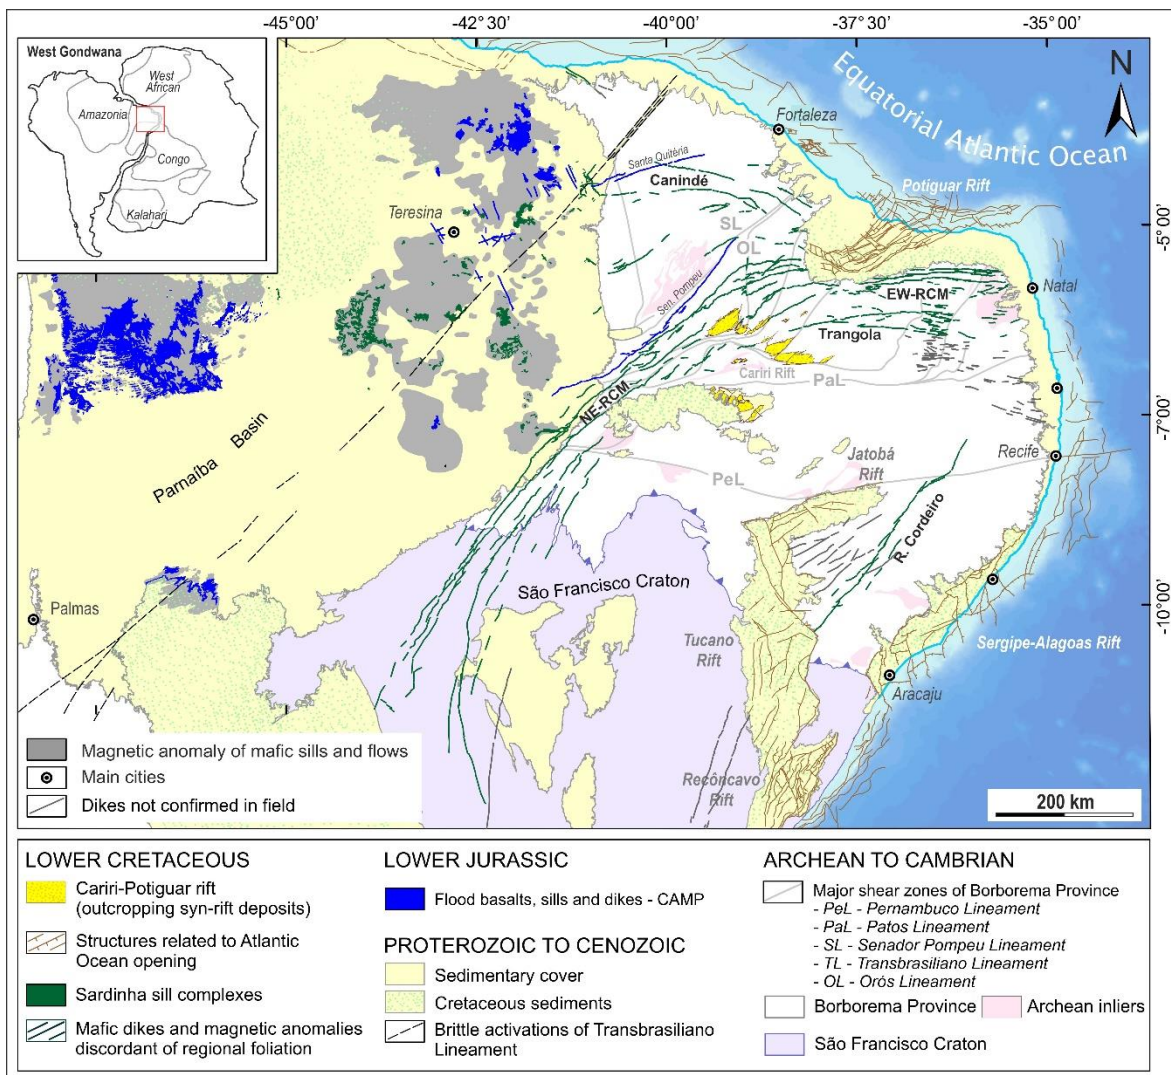 -45°00'
-42°30'
-40°00'
-37°30'
-35°00'
West Gondwana
West
African
Amazonia
Congo
Kalahari
N
Equatorial Atlantic Ocean
Fortaleza
Santa Quitéria
Canindé
Potiguar Rift
Teresina
SL
OL
-5°00'
Sen. Pompeu
EW-RCM
Natal
Trangola
Cariri Rift
PaL
NE-RCM
-7°00'
Parnaíba Basin
Jatobá
Rift
Recife
PeL
R. Cordeiro
São Francisco Craton
Palmas
-10°00'
Tucano
Rift
Sergipe-Alagoas Rift
Aracaju
Recôncavo
Rift
Magnetic anomaly of mafic sills and flows
Main cities
Dikes not confirmed in field
200 km
LOWER CRETACEOUS
Cariri-Potiguar rift
(outcropping syn-rift deposits)
Structures related to Atlantic
Ocean opening
Sardinha sill complexes
Mafic dikes and magnetic anomalies
discordant of regional foliation
LOWER JURASSIC
Flood basalts, sills and dikes - CAMP
PROTEROZOIC TO CENOZOIC
Sedimentary cover
Cretaceous sediments
Brittle activations of Transbrasiliano
Lineament
ARCHEAN TO CAMBRIAN
Major shear zones of Borborema Province
- PeL - Pernambuco Lineament
- PaL - Patos Lineament
- SL - Senador Pompeu Lineament
- TL - Transbrasiliano Lineament
- OL - Orós Lineament
Borborema Province
Archean inliers
São Francisco Craton